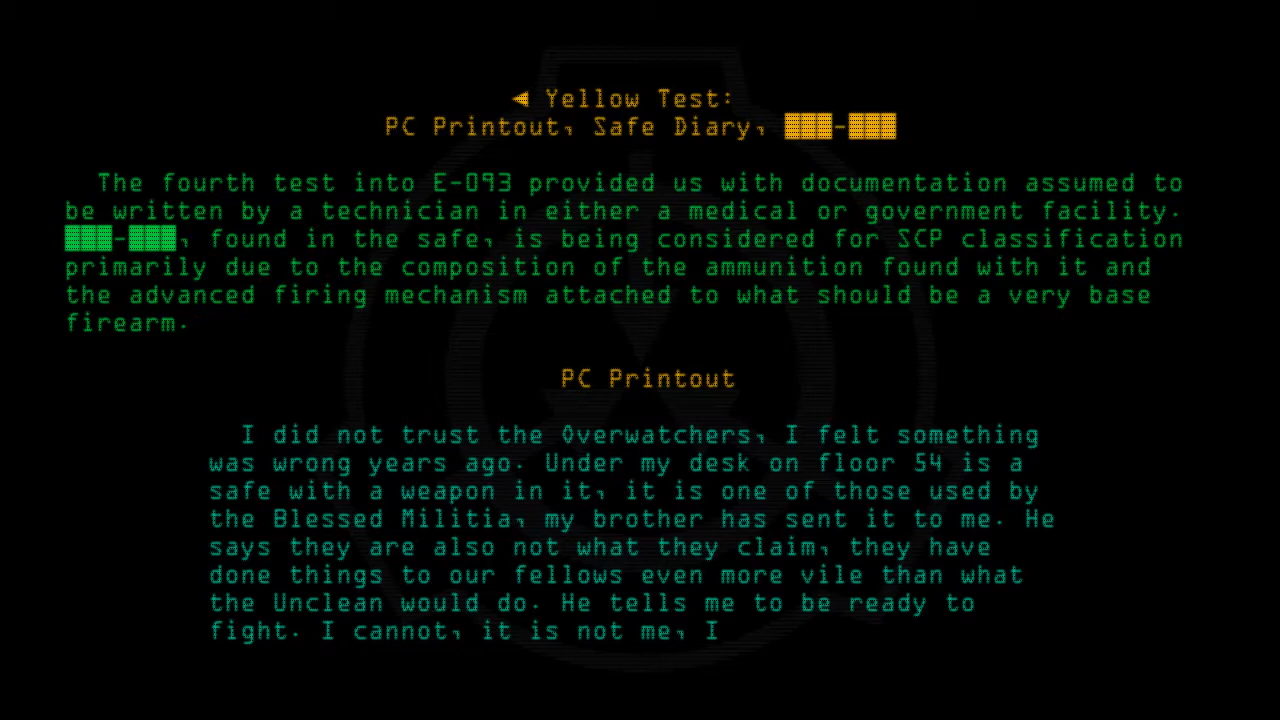 ◀ Yellow Test:
PC Printout, Safe Diary, ▓▓▓-▓▓▓
The fourth test into E-093 provided us with documentation assumed to
be written by a technician in either a medical or government facility.
▓▓▓-▓▓▓, found in the safe, is being considered for SCP classification
primarily due to the composition of the ammunition found with it and
the advanced firing mechanism attached to what should be a very base
firearm.
PC Printout
I did not trust the Overwatchers, I felt something
was wrong years ago. Under my desk on floor 54 is a
safe with a weapon in it, it is one of those used by
the Blessed Militia, my brother has sent it to me. He
says they are also not what they claim, they have
done things to our fellows even more vile than what
the Unclean would do. He tells me to be ready to
fight. I cannot, it is not me, I